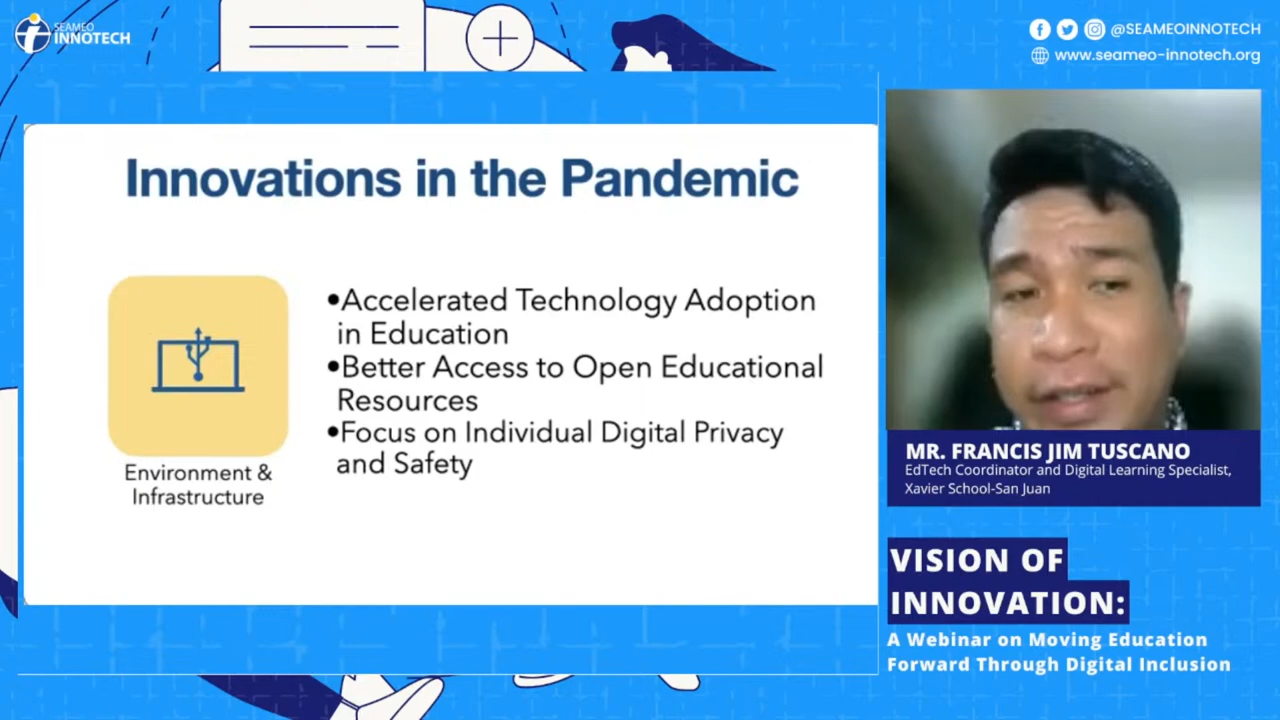 SEAMEO
INNOTECH
@SEAMEOINNOTECH
www.seameo-innotech.org
Innovations in the Pandemic
Environment &
Infrastructure
•Accelerated Technology Adoption
in Education
•Better Access to Open Educational
Resources
•Focus on Individual Digital Privacy
and Safety
MR. FRANCIS JIM TUSCANO
EdTech Coordinator and Digital Learning Specialist,
Xavier School-San Juan
VISION OF
INNOVATION:
A Webinar on Moving Education
Forward Through Digital Inclusion